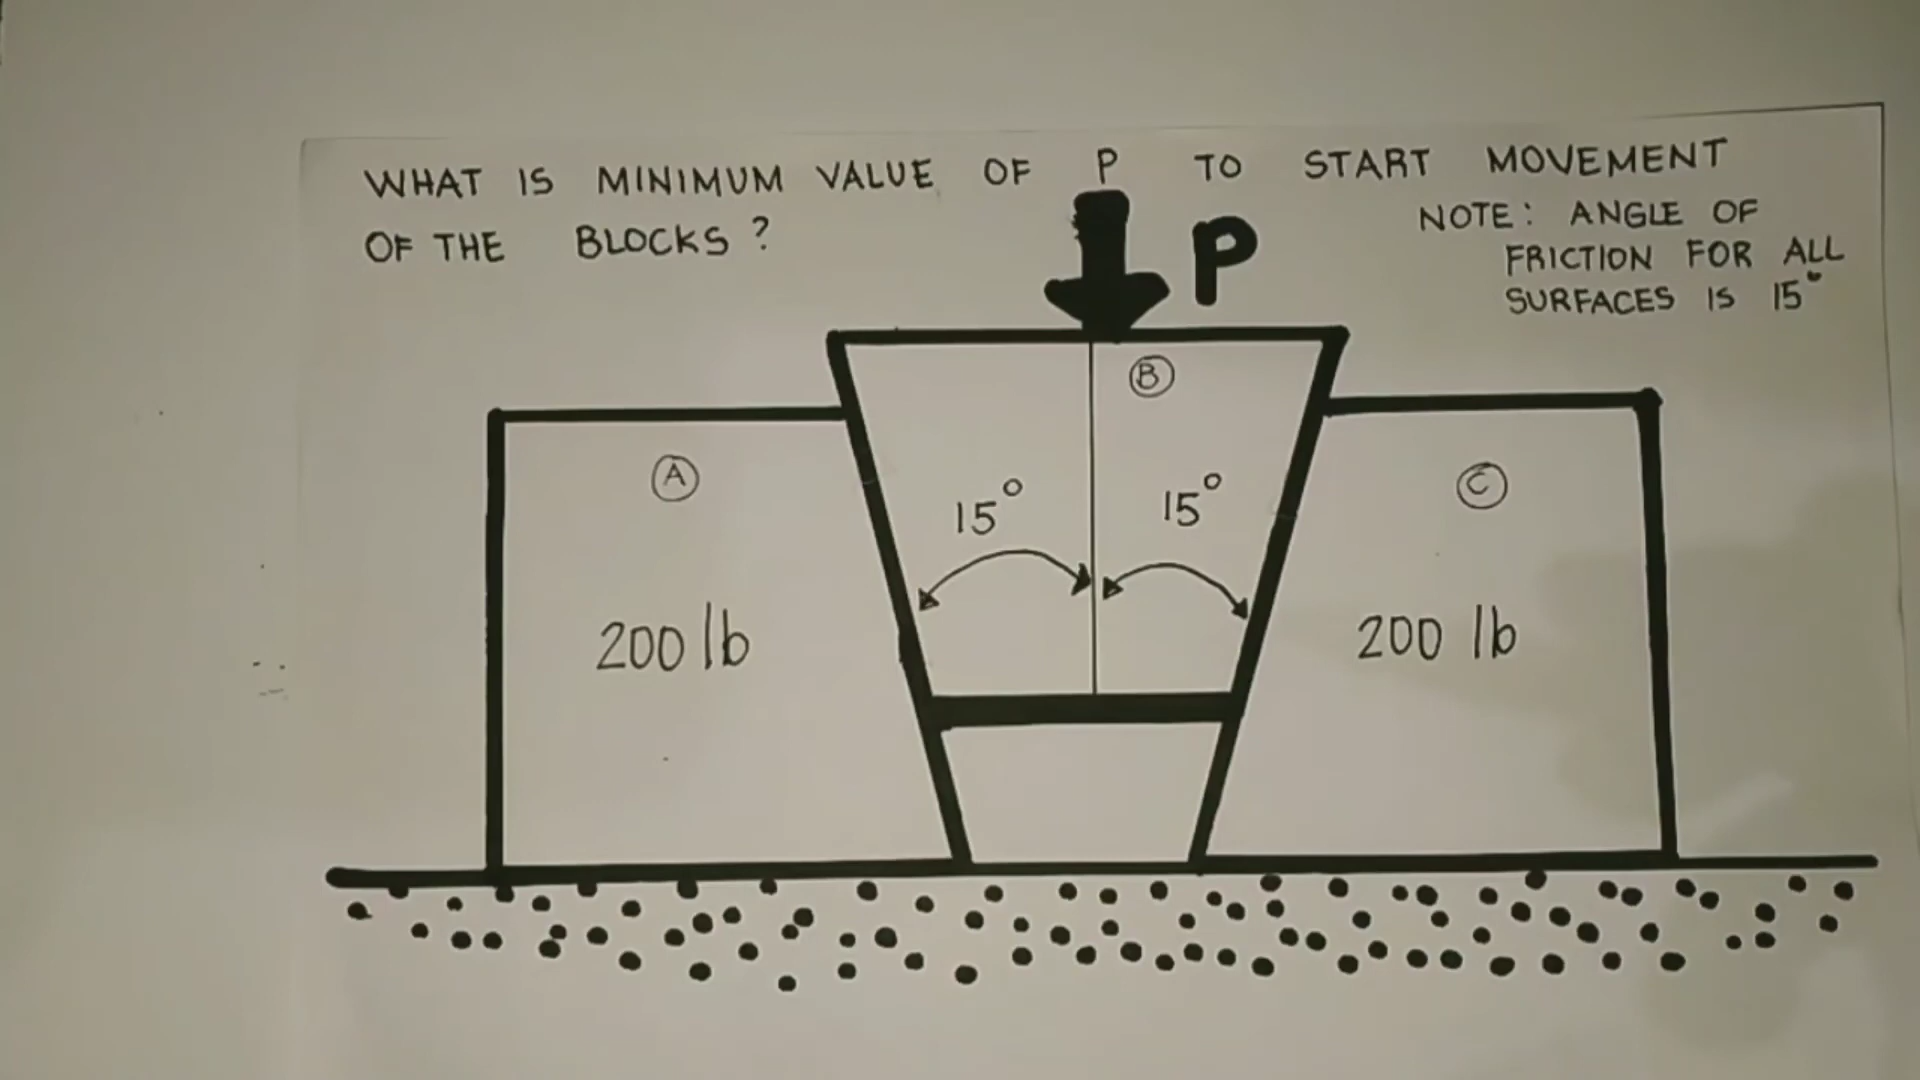 WHAT IS MINIMUM VALUE OF P TO START MOVEMENT
OF THE BLOCKS?
NOTE: ANGLE OF
FRICTION FOR ALL
SURFACES IS 15°
P
B
A
C
15°
15°
200 lb
200 lb